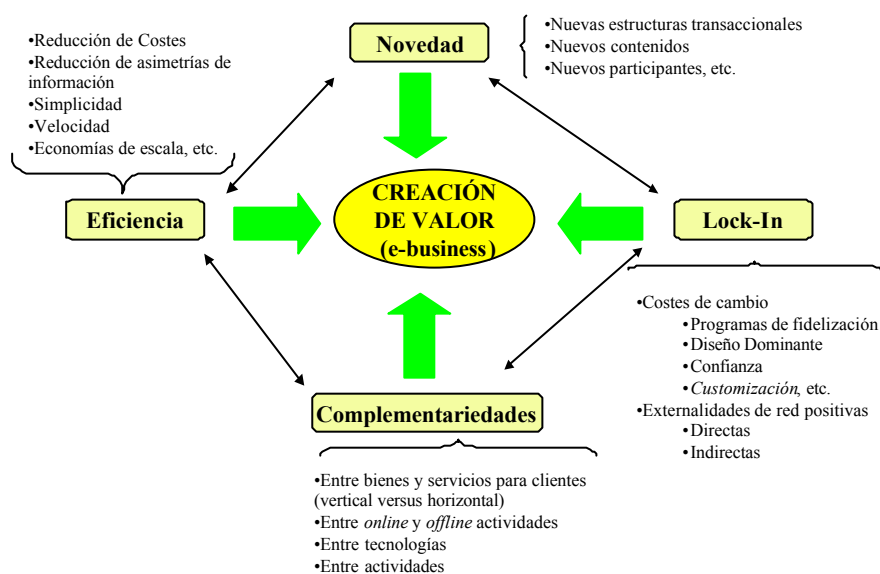 •Reducción de Costes
•Reducción de asimetrías de
información
•Simplicidad
•Velocidad
•Economías de escala, etc.
Novedad
•Nuevas estructuras transaccionales
•Nuevos contenidos
•Nuevos participantes, etc.
Eficiencia
CREACIÓN
DE VALOR
(e-business)
Lock-In
•Costes de cambio
•Programas de fidelización
•Diseño Dominante
•Confianza
•Customización, etc.
•Externalidades de red positivas
•Directas
•Indirectas
Complementariedades
•Entre bienes y servicios para clientes
(vertical versus horizontal)
•Entre online y offline actividades
•Entre tecnologías
•Entre actividades